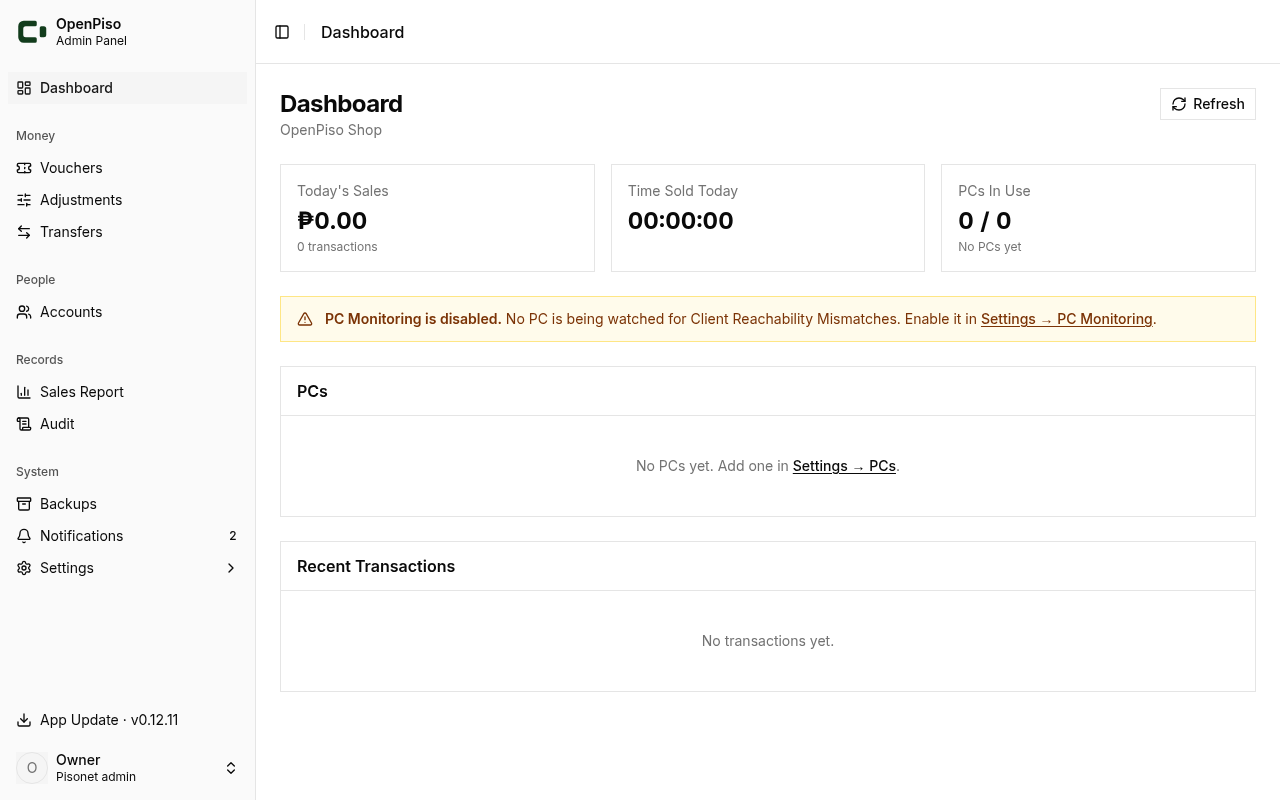 OpenPiso
Admin Panel
Dashboard
Money
Vouchers
Adjustments
Transfers
People
Accounts
Records
Sales Report
Audit
System
Backups
Notifications 2
Settings
App Update · v0.12.11
O
Owner
Pisonet admin
Dashboard
Dashboard
OpenPiso Shop
Refresh
Today's Sales
₱0.00
0 transactions
Time Sold Today
00:00:00
PCs In Use
0 / 0
No PCs yet
PC Monitoring is disabled. No PC is being watched for Client Reachability Mismatches. Enable it in Settings → PC Monitoring.
PCs
No PCs yet. Add one in Settings → PCs.
Recent Transactions
No transactions yet.